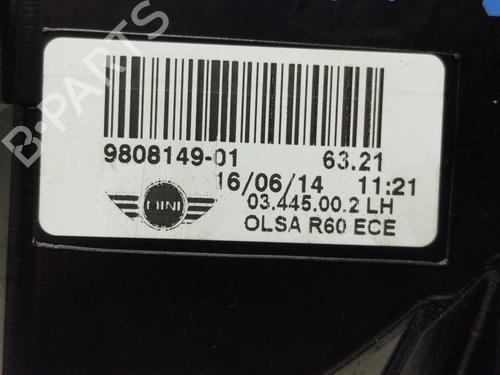 B-PARTS
9808149-01 63.21
16/06/14 11:21
MINI
03.445.00.2 LH
OLSA R60 ECE